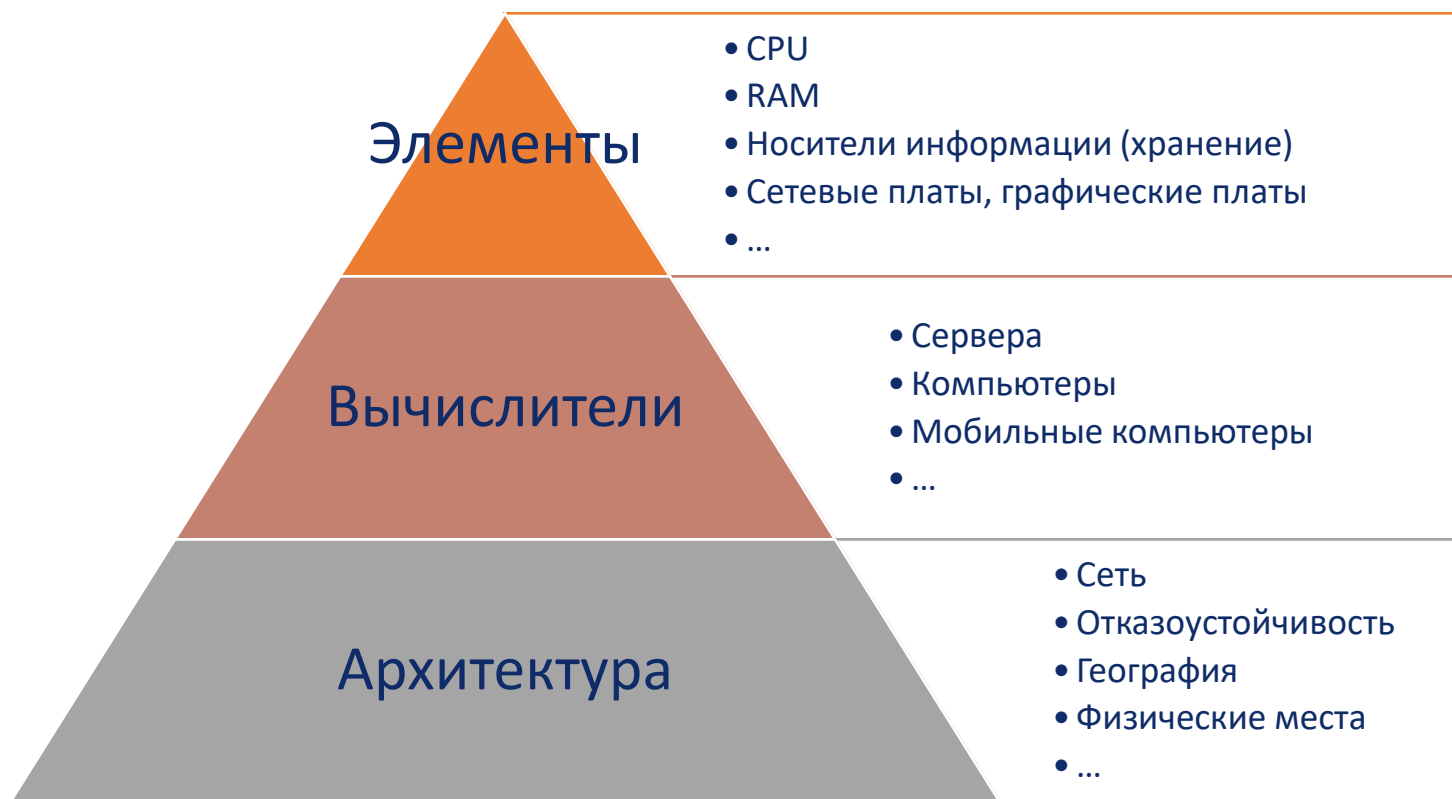 Элементы
• CPU
• RAM
• Носители информации (хранение)
• Сетевые платы, графические платы
• ...
Вычислители
• Сервера
• Компьютеры
• Мобильные компьютеры
• ...
Архитектура
• Сеть
• Отказоустойчивость
• География
• Физические места
• ...